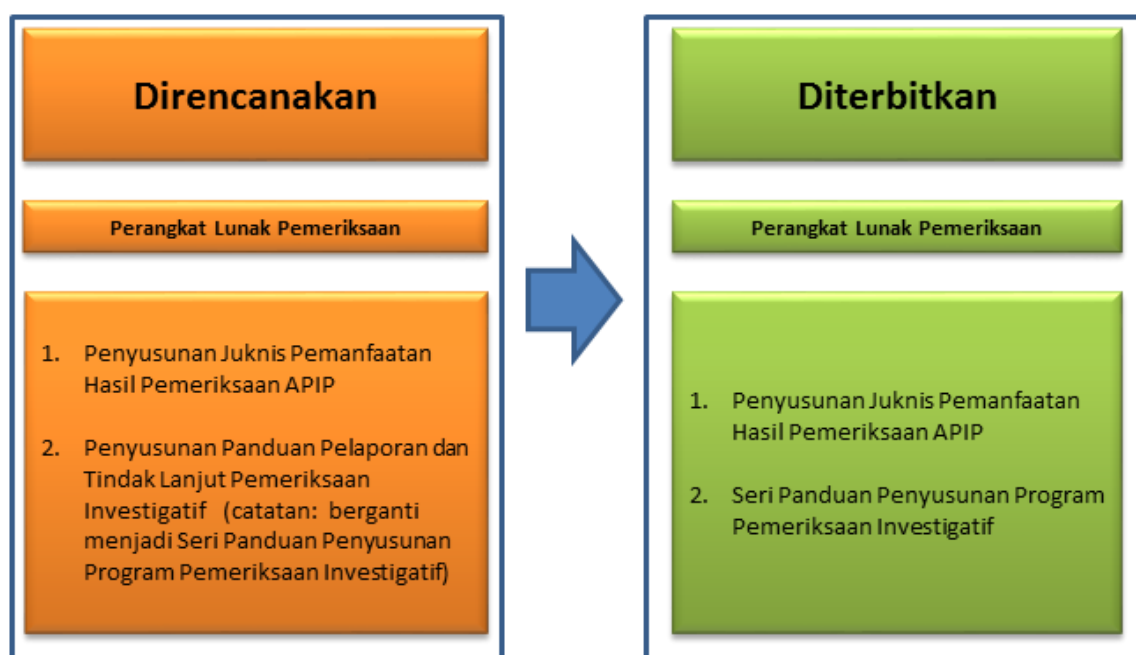 Direncanakan
Perangkat Lunak Pemeriksaan
1. Penyusunan Juknis Pemanfaatan
Hasil Pemeriksaan APIP
2. Penyusunan Panduan Pelaporan dan
Tindak Lanjut Pemeriksaan
Investigatif (catatan: berganti
menjadi Seri Panduan Penyusunan
Program Pemeriksaan Investigatif)
Diterbitkan
Perangkat Lunak Pemeriksaan
1. Penyusunan Juknis Pemanfaatan
Hasil Pemeriksaan APIP
2. Seri Panduan Penyusunan Program
Pemeriksaan Investigatif